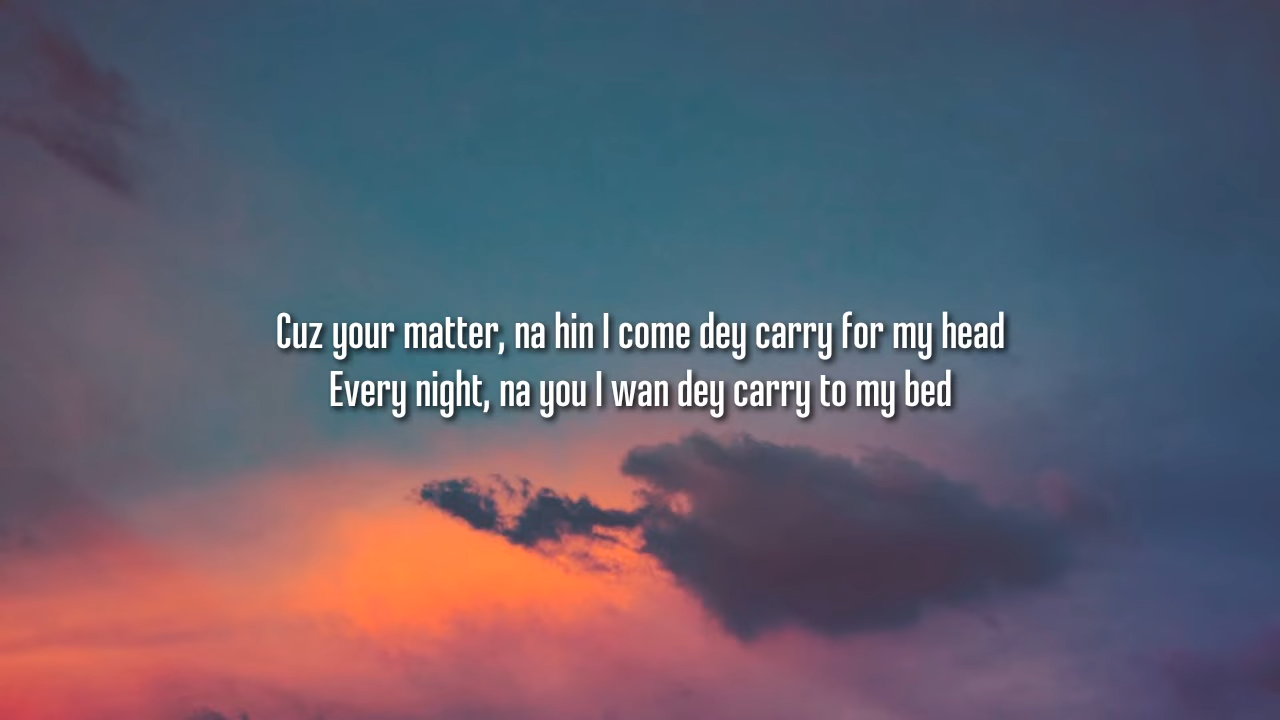 Cuz your matter, na hin I come dey carry for my head
Every night, na you I wan dey carry to my bed